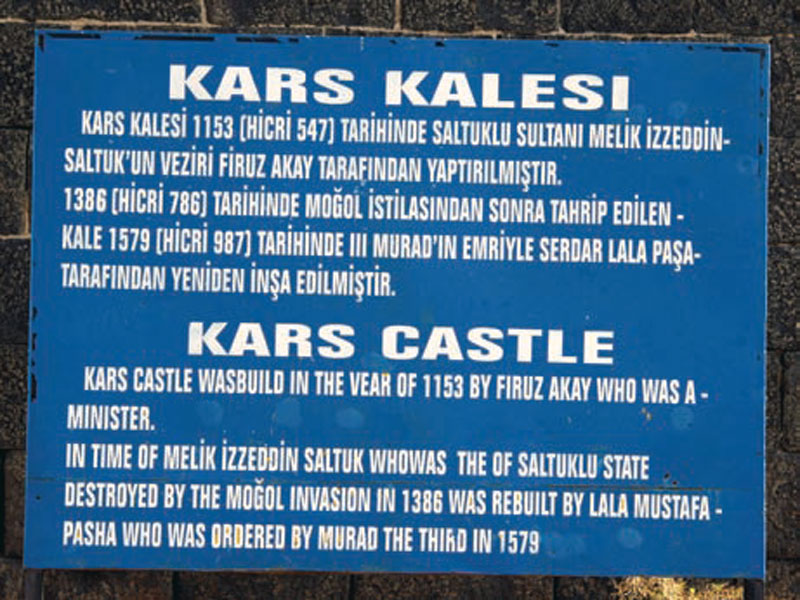 KARS KALESI
KARS KALESİ 1153 (HİCRİ 547) TARİHİNDE SALTUKLU SULTANI MELİK İZZEDDİN-
SALTUK'UN VEZİRİ FİRUZ AKAY TARAFINDAN YAPTIRILMIŞTIR.
1386 (HİCRİ 786) TARİHİNDE MOĞOL İSTİLASINDAN SONRA TAHRİP EDİLEN -
KALE 1579 (HİCRİ 987) TARİHİNDE III MURAD'IN EMRİYLE SERDAR LALA PAŞA-
TARAFINDAN YENİDEN İNŞA EDİLMİŞTİR.
KARS CASTLE
KARS CASTLE WASBUILD IN THE VEAR OF 1153 BY FIRUZ AKAY WHO WAS A -
MINISTER.
IN TIME OF MELİK İZZEDDİN SALTUK WHOWAS THE OF SALTUKLU STATE
DESTROYED BY THE MOĞOL INVASION IN 1386 WAS REBUILT BY LALA MUSTAFA -
PASHA WHO WAS ORDERED BY MURAD THE THIRD IN 1579